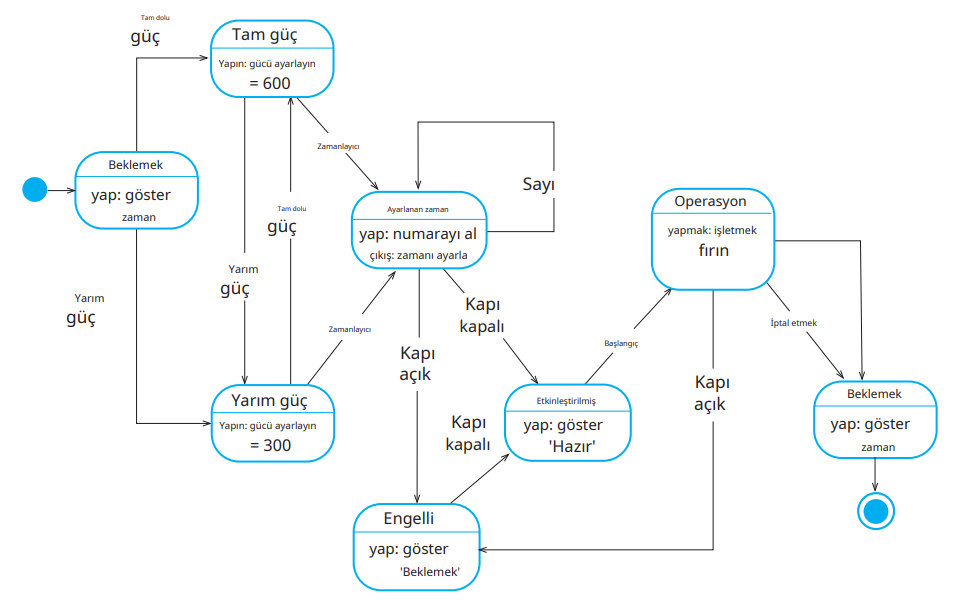 Tam dolu
güç
Tam güç
Yapın: gücü ayarlayın
= 600
Zamanlayıcı
Beklemek
yap: göster
zaman
Tam dolu
güç
Yarım
güç
Yarım
güç
Ayarlanan zaman
yap: numarayı al
çıkış: zamanı ayarla
Sayı
Operasyon
yapmak: işletmek
fırın
Zamanlayıcı
Kapı
kapalı
Kapı
açık
Başlangıç
İptal etmek
Kapı
açık
Yarım güç
Yapın: gücü ayarlayın
= 300
Etkinleştirilmiş
yap: göster
'Hazır'
Kapı
kapalı
Beklemek
yap: göster
zaman
Engelli
yap: göster
'Beklemek'